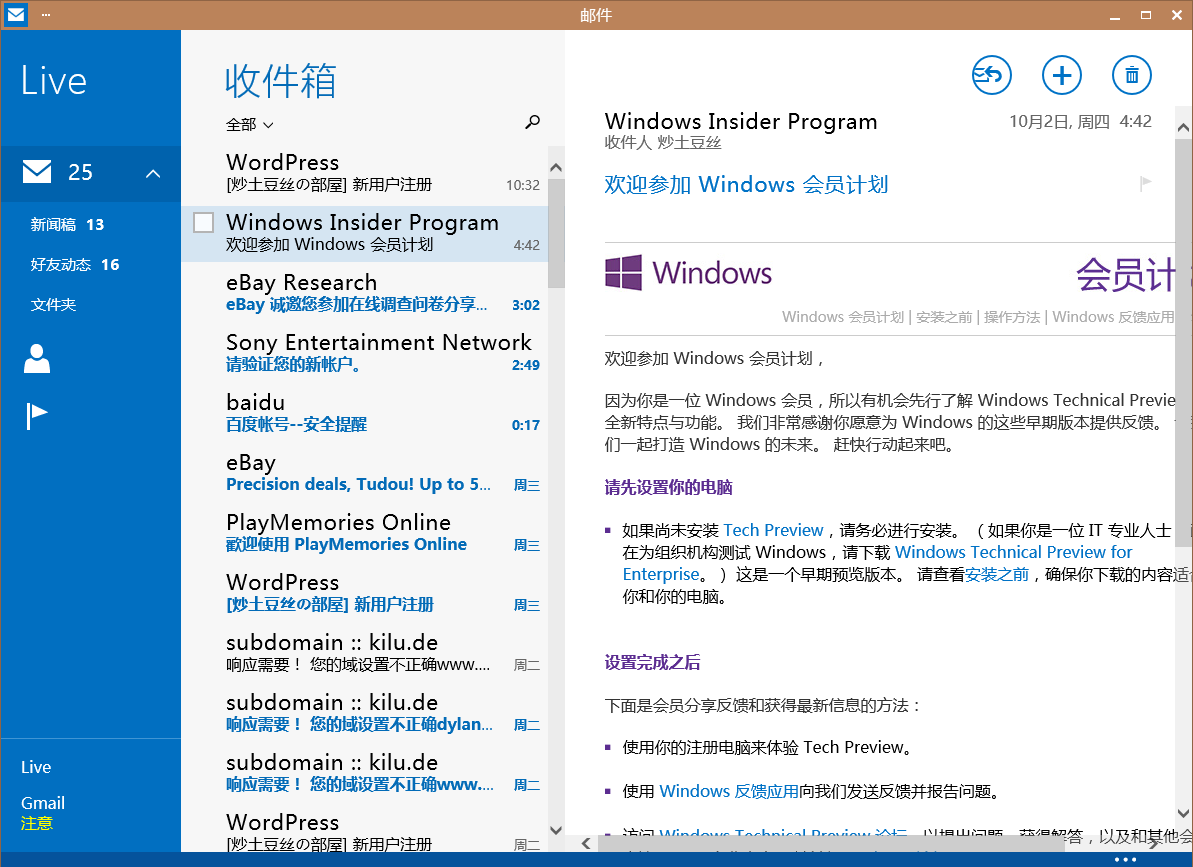 邮件
Live
25
新闻稿 13
好友动态 16
文件夹
Live
Gmail
注意
收件箱
全部
WordPress
[炒土豆丝の部屋] 新用户注册 10:32
Windows Insider Program
欢迎参加 Windows 会员计划 4:42
eBay Research
eBay 诚邀您参加在线调查问卷分享... 3:02
Sony Entertainment Network
请验证您的新帐户。 2:49
baidu
百度帐号--安全提醒 0:17
eBay
Precision deals, Tudou! Up to 5... 周三
PlayMemories Online
歡迎使用 PlayMemories Online 周三
WordPress
[炒土豆丝の部屋] 新用户注册 周三
subdomain :: kilu.de
响应需要！ 您的域设置不正确www.... 周二
subdomain :: kilu.de
响应需要！ 您的域设置不正确dylan... 周二
subdomain :: kilu.de
响应需要！ 您的域设置不正确www.... 周二
WordPress
[炒土豆丝の部屋] 新用户注册 周二
Windows Insider Program 10月2日, 周四 4:42
收件人 炒土豆丝
欢迎参加 Windows 会员计划
Windows 会员计
Windows 会员计划 | 安装之前 | 操作方法 | Windows 反馈应用
欢迎参加 Windows 会员计划，
因为你是一位 Windows 会员，所以有机会先行了解 Windows Technical Previe
全新特点与功能。 我们非常感谢你愿意为 Windows 的这些早期版本提供反馈。
们一起打造 Windows 的未来。 赶快行动起来吧。
请先设置你的电脑
如果尚未安装 Tech Preview，请务必进行安装。 （如果你是一位 IT 专业人士
在为组织机构测试 Windows，请下载 Windows Technical Preview for
Enterprise。）这是一个早期预览版本。 请查看安装之前，确保你下载的内容适合
你和你的电脑。
设置完成之后
下面是会员分享反馈和获得最新信息的方法：
使用你的注册电脑来体验 Tech Preview。
使用 Windows 反馈应用向我们发送反馈并报告问题。
访问 Windows Technical Preview 论坛，以提出问题、获得解答，以及和其他会